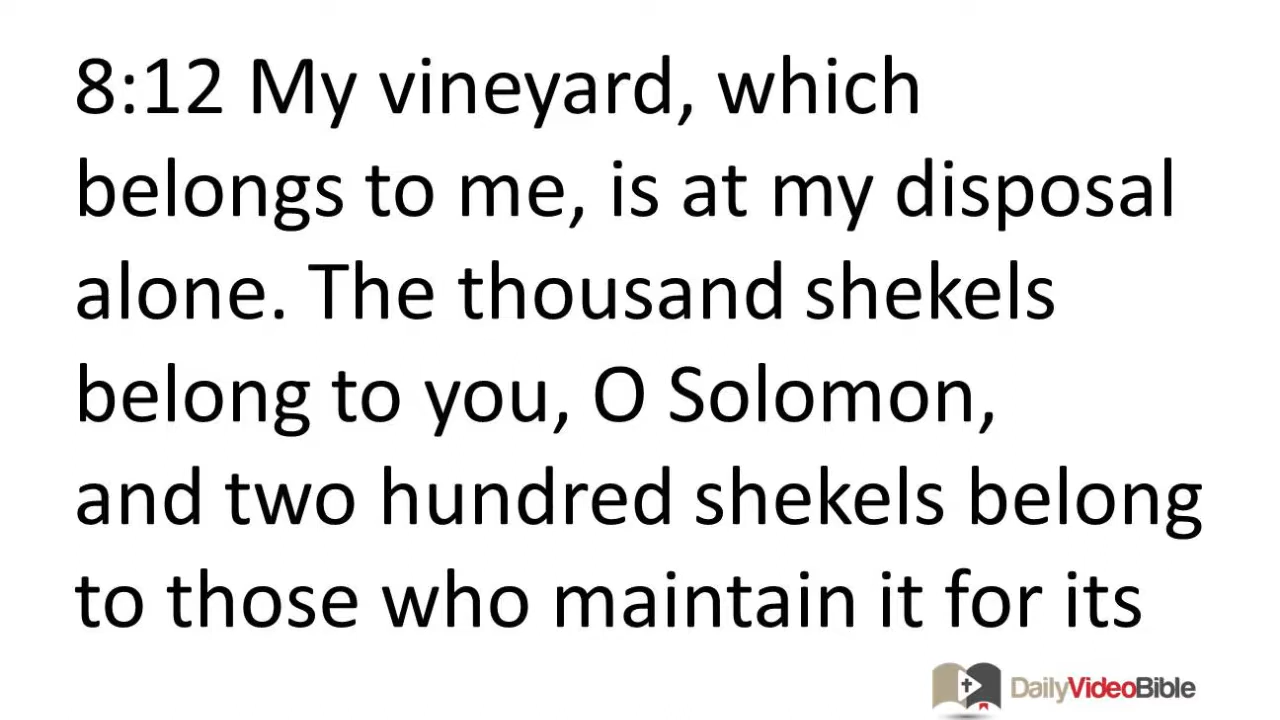 8:12 My vineyard, which
belongs to me, is at my disposal
alone. The thousand shekels
belong to you, O Solomon,
and two hundred shekels belong
to those who maintain it for its
DailyVideoBible